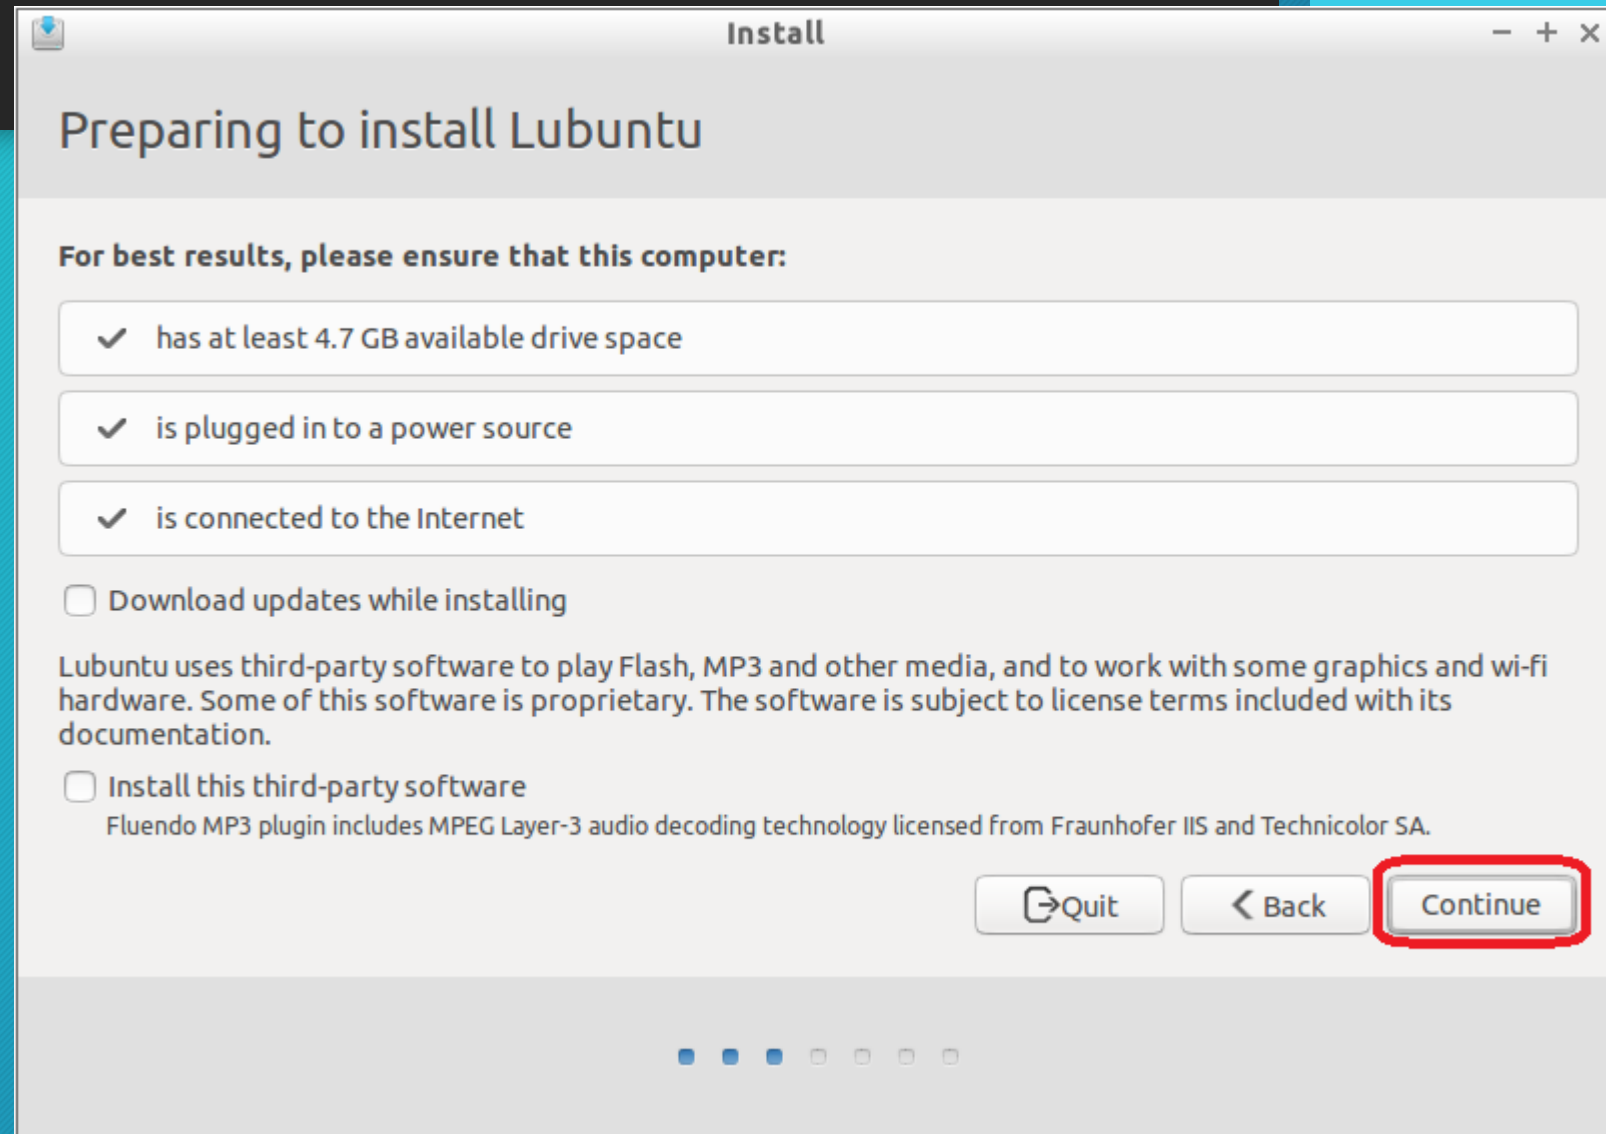 Install
Preparing to install Lubuntu
For best results, please ensure that this computer:
has at least 4.7 GB available drive space
is plugged in to a power source
is connected to the Internet
Download updates while installing
Lubuntu uses third-party software to play Flash, MP3 and other media, and to work with some graphics and wi-fi
hardware. Some of this software is proprietary. The software is subject to license terms included with its
documentation.
Install this third-party software
Fluendo MP3 plugin includes MPEG Layer-3 audio decoding technology licensed from Fraunhofer IIS and Technicolor SA.
Quit Back Continue